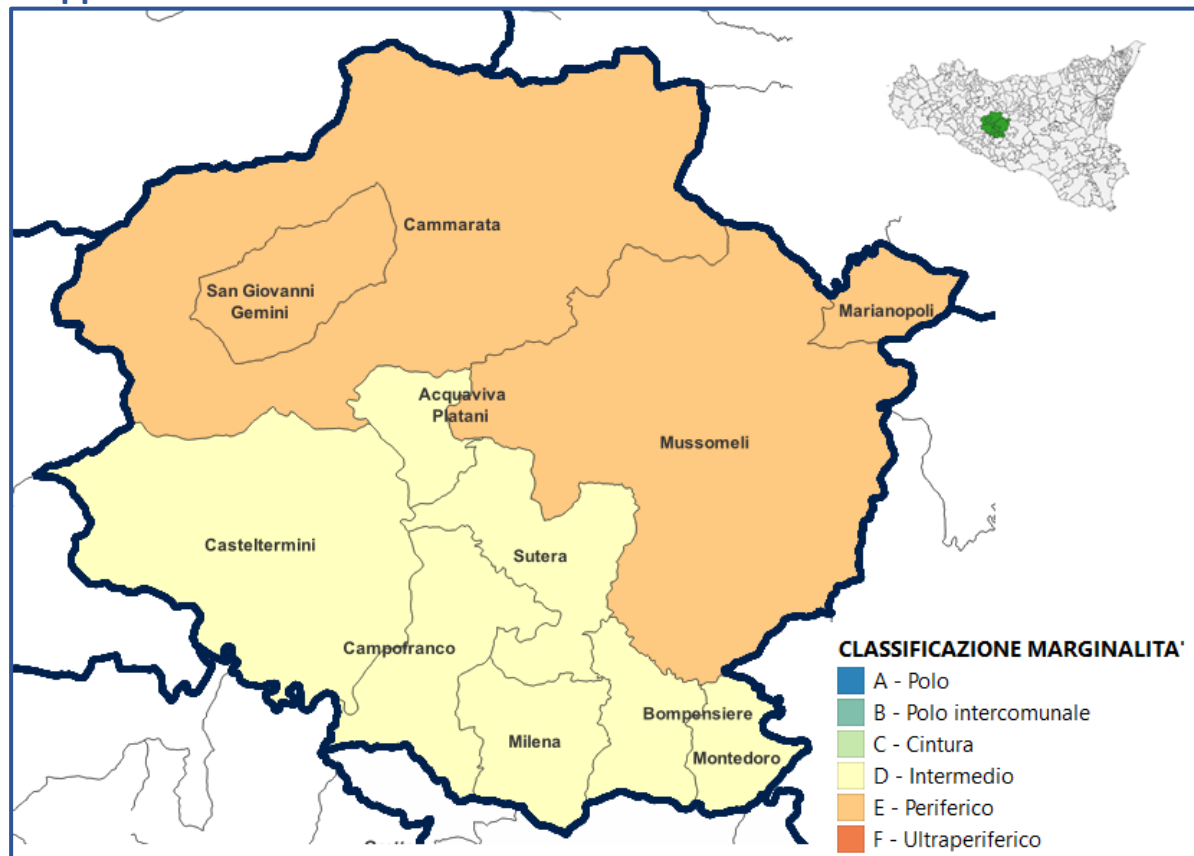 Cammarata
San Giovanni
Gemini
Marianopoli
Acquaviva
Platani
Mussomeli
Casteltermini
Sutera
Campofranco
Bompensiere
Milena
Montedoro
CLASSIFICAZIONE MARGINALITA'
A - Polo
B - Polo intercomunale
C - Cintura
D - Intermedio
E - Periferico
F - Ultraperiferico